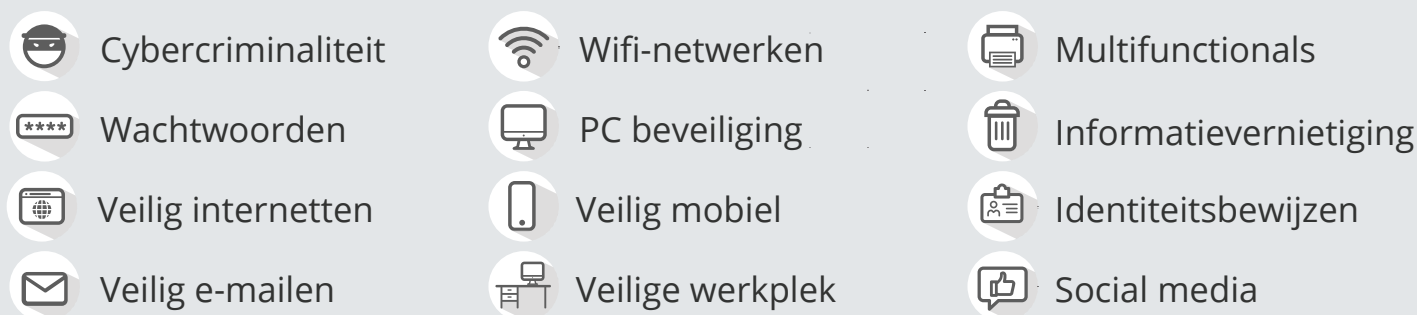 Cybercriminaliteit
Wachtwoorden
Veilig internetten
Veilig e-mailen
Wifi-netwerken
PC beveiliging
Veilig mobiel
Veilige werkplek
Multifunctionals
Informatievernietiging
Identiteitsbewijzen
Social media